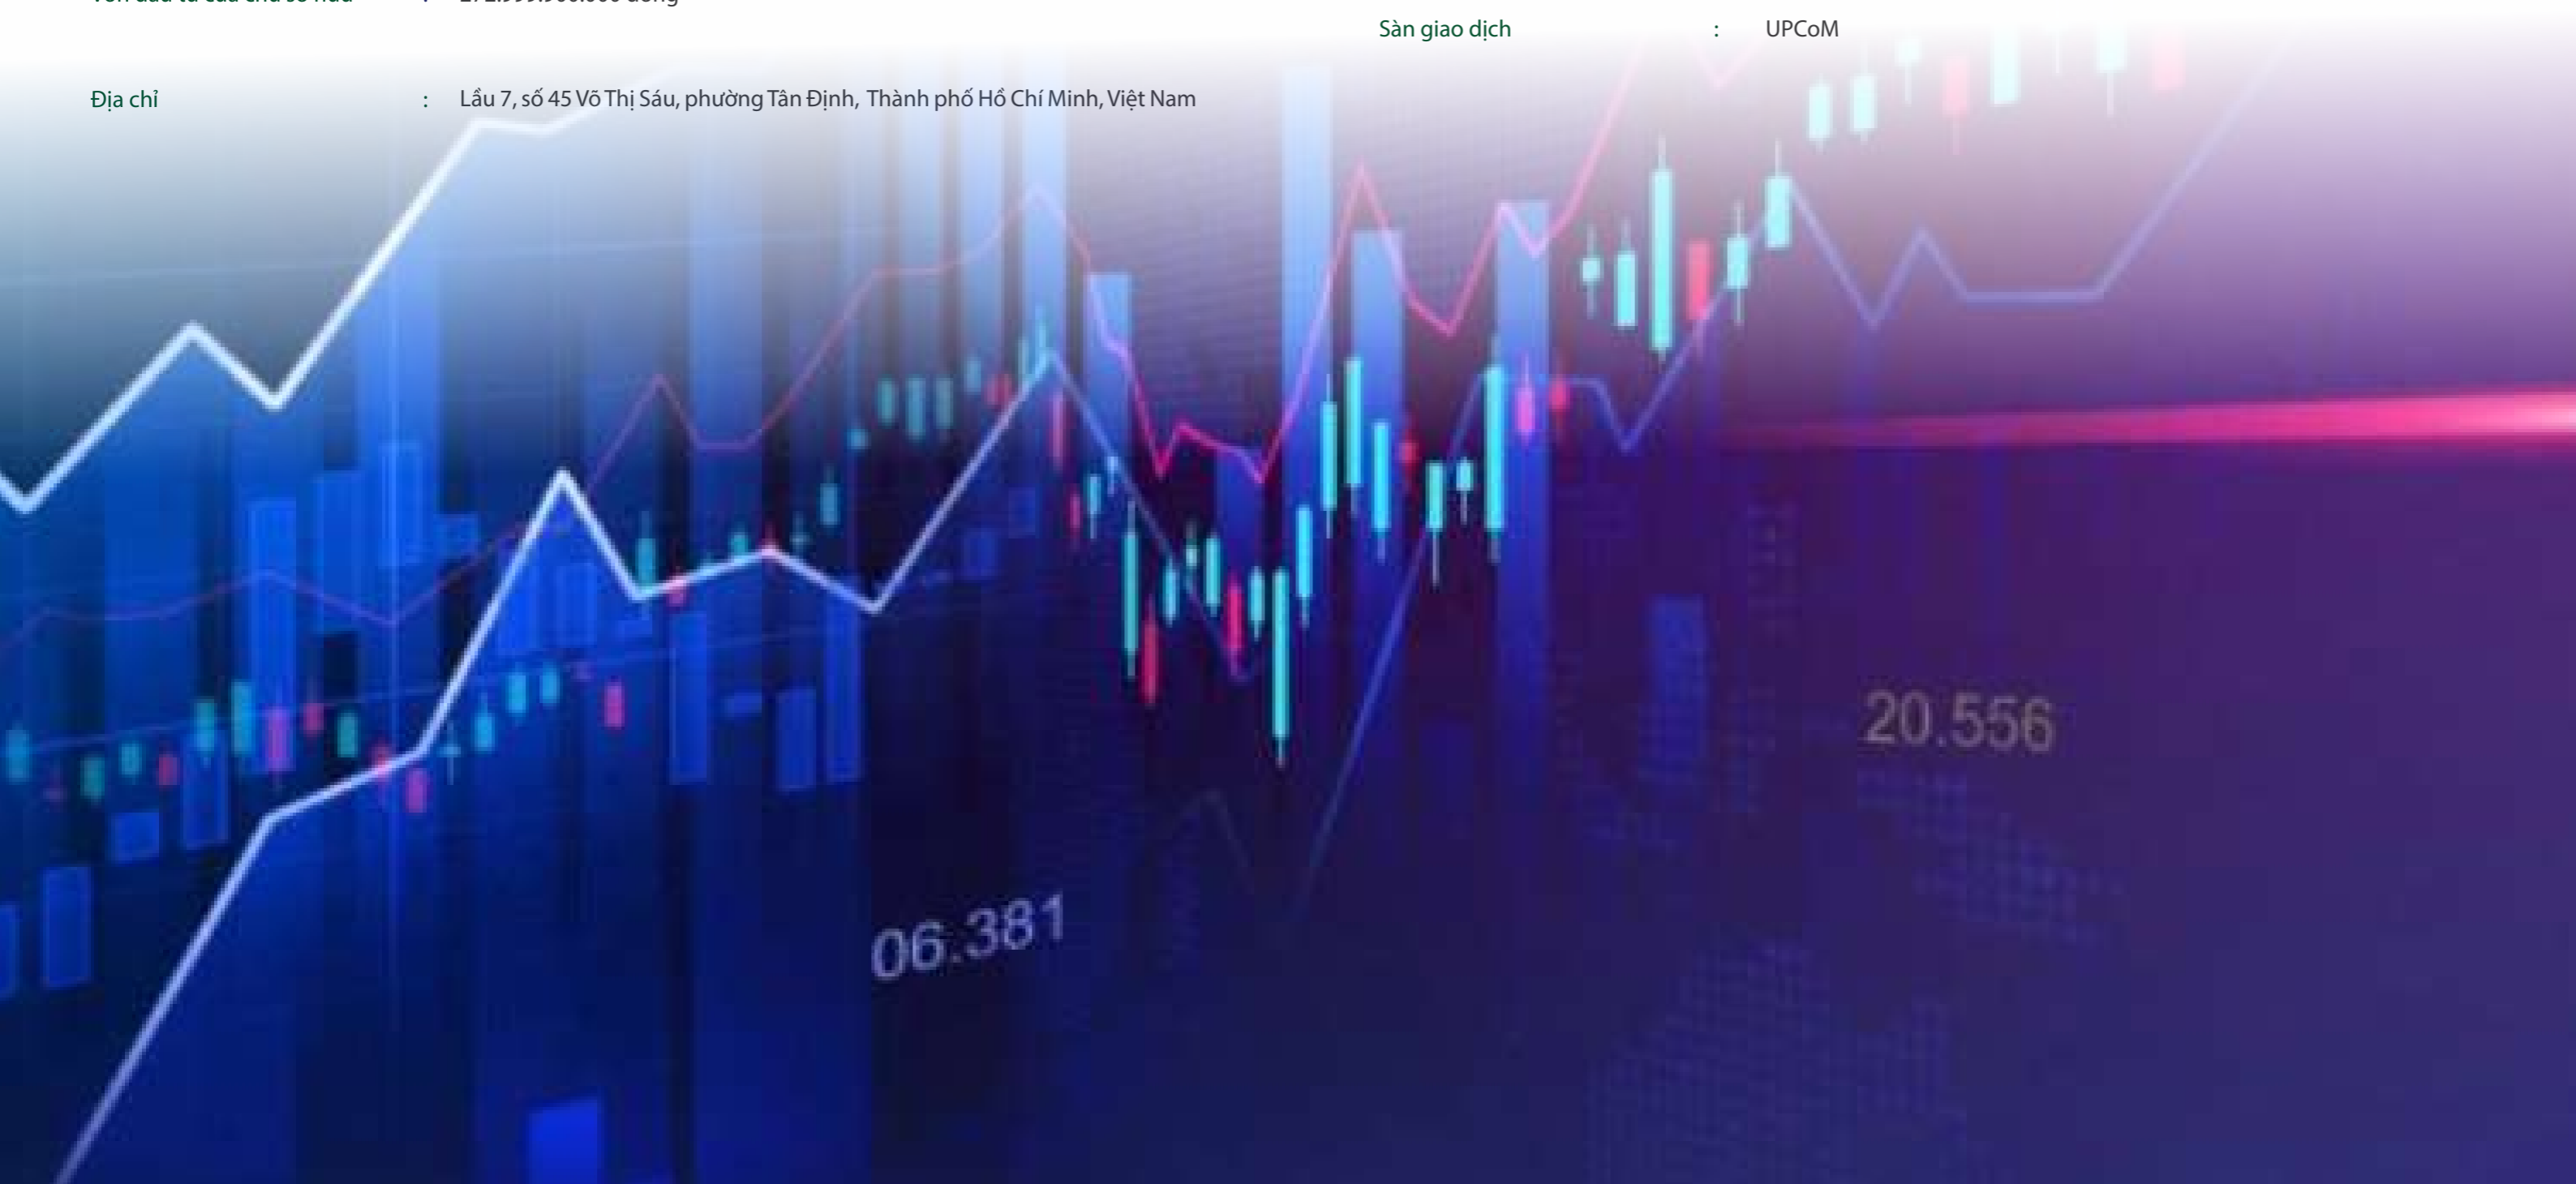 Sàn giao dịch : UPCoM
Địa chỉ : Lầu 7, số 45 Võ Thị Sáu, phường Tân Định, Thành phố Hồ Chí Minh, Việt Nam
20.556
06.381